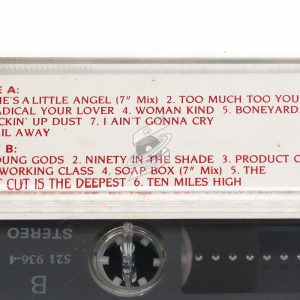 E A:
HE'S A LITTLE ANGEL (7" Mix) 2. TOO MUCH TOO YOU
ADICAL YOUR LOVER 4. WOMAN KIND 5. BONEYARD
CKIN' UP DUST 7. I AIN'T GONNA CRY
IL AWAY
B:
OUNG GODS 2. NINETY IN THE SHADE 3. PRODUCT O
WORKING CLASS 4. SOAP BOX (7" Mix) 5. THE
T CUT IS THE DEEPEST 6. TEN MILES HIGH
B
STEREO
521 936-4